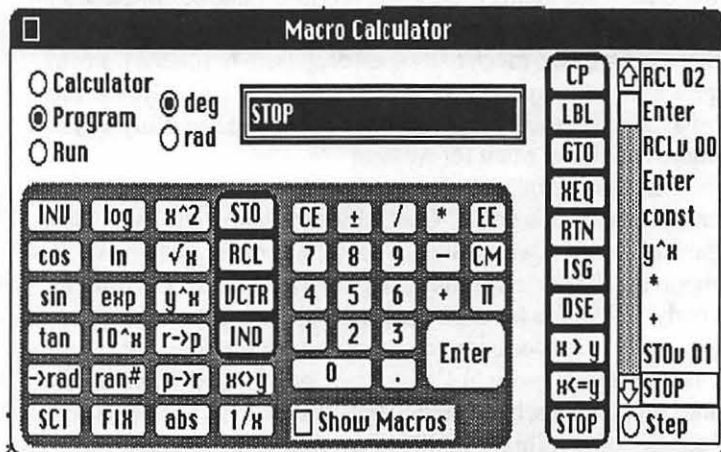 Macro Calculator
Calculator
Program
Run
deg
rad
STOP
INV log x^2 STO
cos ln √x RCL
sin exp y^x VCTR
tan 10^x r->p IND
->rad ran# p->r x<>y
SCI FIX abs 1/x
CE ± / * EE
7 8 9 - CM
4 5 6 + π
1 2 3 Enter
0 .
Show Macros
CP
LBL
GTO
XEQ
RTN
ISG
DSE
x>y
x<=y
STOP
RCL 02
Enter
RCLv 00
Enter
const
y^x
*
+
STOv 01
STOP
Step